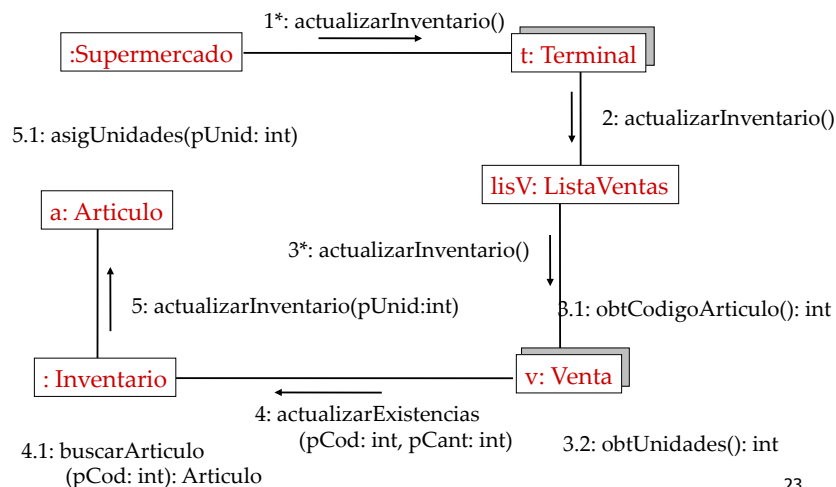 1*: actualizarInventario()
:Supermercado
t: Terminal
2: actualizarInventario()
5.1: asigUnidades(pUnid: int)
lisV: ListaVentas
a: Articulo
3*: actualizarInventario()
5: actualizarInventario(pUnid:int)
3.1: obtCodigoArticulo(): int
: Inventario
v: Venta
4: actualizarExistencias
(pCod: int, pCant: int)
4.1: buscarArticulo
(pCod: int): Articulo
3.2: obtUnidades(): int
23